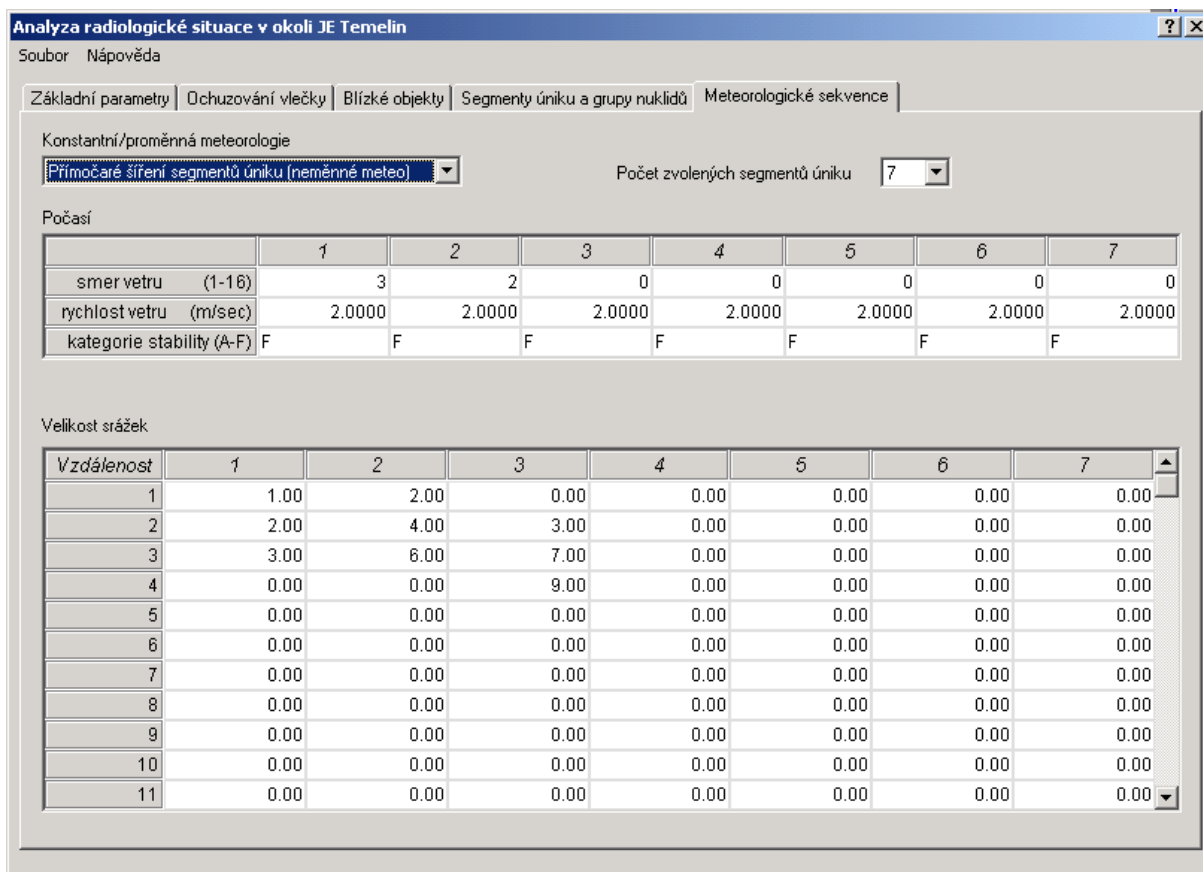 Analyza radiologické situace v okoli JE Temelin
Soubor Nápověda
Základní parametry Ochuzování vlečky Blízké objekty Segmenty úniku a grupy nuklidů Meteorologické sekvence
Konstantní/proměnná meteorologie
Přímočaré šíření segmentů úniku (neměnné meteo) Počet zvolených segmentů úniku 7
Počasí
1 2 3 4 5 6 7
smer vetru (1-16) 3 2 0 0 0 0 0
rychlost vetru (m/sec) 2.0000 2.0000 2.0000 2.0000 2.0000 2.0000 2.0000
kategorie stability (A-F) F F F F F F F
Velikost srážek
Vzdálenost 1 2 3 4 5 6 7
1 1.00 2.00 0.00 0.00 0.00 0.00 0.00
2 2.00 4.00 3.00 0.00 0.00 0.00 0.00
3 3.00 6.00 7.00 0.00 0.00 0.00 0.00
4 0.00 0.00 9.00 0.00 0.00 0.00 0.00
5 0.00 0.00 0.00 0.00 0.00 0.00 0.00
6 0.00 0.00 0.00 0.00 0.00 0.00 0.00
7 0.00 0.00 0.00 0.00 0.00 0.00 0.00
8 0.00 0.00 0.00 0.00 0.00 0.00 0.00
9 0.00 0.00 0.00 0.00 0.00 0.00 0.00
10 0.00 0.00 0.00 0.00 0.00 0.00 0.00
11 0.00 0.00 0.00 0.00 0.00 0.00 0.00